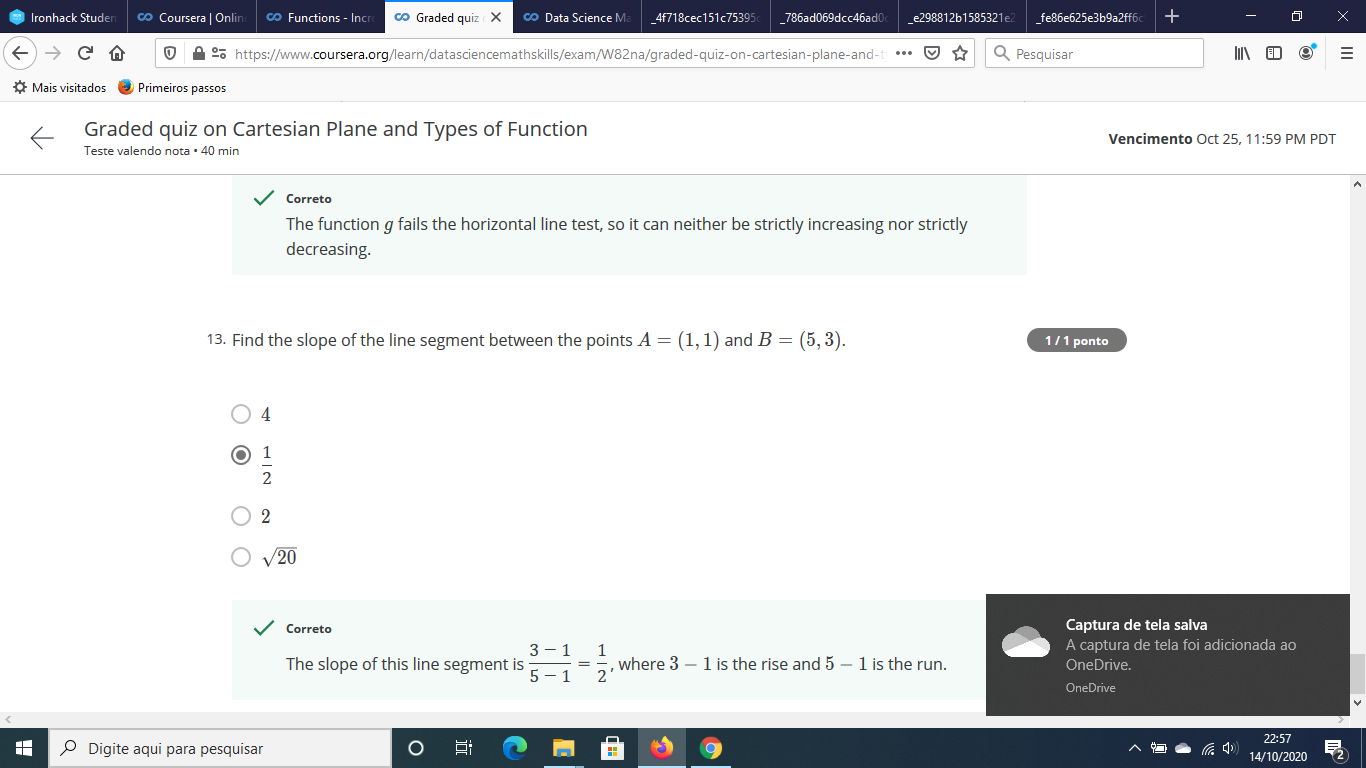 Ironhack Studen
Coursera | Onlin
Functions - Incr
Graded quiz
Data Science Ma
_4f718cec151c75395
_786ad069dcc46ad0
_e298812b1585321e2
_fe86e625e3b9a2ff6c
https://www.coursera.org/learn/datasciencemathskills/exam/W82na/graded-quiz-on-cartesian-plane-and-t
Pesquisar
Mais visitados
Primeiros passos
Graded quiz on Cartesian Plane and Types of Function
Teste valendo nota • 40 min
Vencimento Oct 25, 11:59 PM PDT
Correto
The function g fails the horizontal line test, so it can neither be strictly increasing nor strictly
decreasing.
13. Find the slope of the line segment between the points A = (1, 1) and B = (5, 3).
1 / 1 ponto
4
1/2
2
√20
Correto
The slope of this line segment is (3 − 1)/(5 − 1) = 1/2, where 3 − 1 is the rise and 5 − 1 is the run.
Captura de tela salva
A captura de tela foi adicionada ao
OneDrive.
OneDrive
Digite aqui para pesquisar
22:57
14/10/2020
2